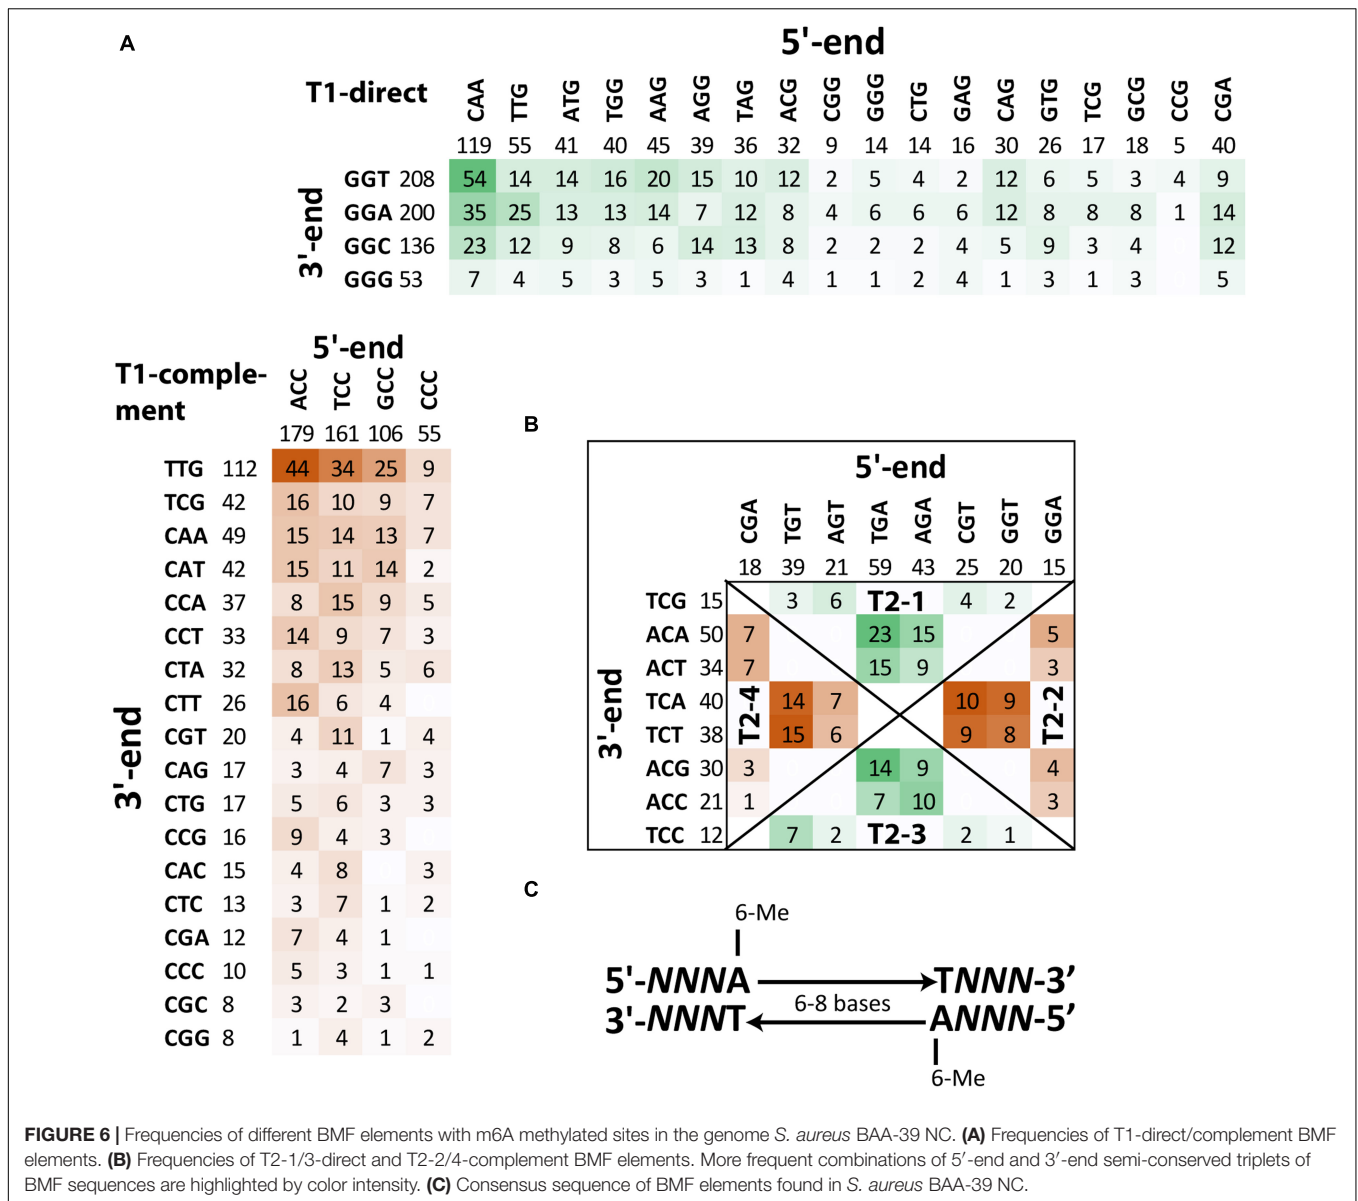 A
5'-end
T1-direct
CAA TTG ATG TGG AAG AGG TAG ACG CGG GGG CTG GAG CAG GTG TCG GCG CCG CGA
119 55 41 40 45 39 36 32 9 14 14 16 30 26 17 18 5 40
3'-end
GGT 208 54 14 14 16 20 15 10 12 2 5 4 2 12 6 5 3 4 9
GGA 200 35 25 13 13 14 7 12 8 4 6 6 6 12 8 8 8 1 14
GGC 136 23 12 9 8 6 14 13 8 2 2 2 4 5 9 3 4 0 12
GGG 53 7 4 5 3 5 3 1 4 1 1 2 4 1 3 1 3 0 5
5'-end
T1-comple-
ment
ACC TCC GCC CCC
179 161 106 55
3'-end
TTG 112 44 34 25 9
TCG 42 16 10 9 7
CAA 49 15 14 13 7
CAT 42 15 11 14 2
CCA 37 8 15 9 5
CCT 33 14 9 7 3
CTA 32 8 13 5 6
CTT 26 16 6 4 0
CGT 20 4 11 1 4
CAG 17 3 4 7 3
CTG 17 5 6 3 3
CCG 16 9 4 3 0
CAC 15 4 8 0 3
CTC 13 3 7 1 2
CGA 12 7 4 1 0
CCC 10 5 3 1 1
CGC 8 3 2 3 0
CGG 8 1 4 1 2
B
5'-end
CGA TGT AGT TGA AGA CGT GGT GGA
18 39 21 59 43 25 20 15
3'-end
TCG 15 3 6 T2-1 4 2
ACA 50 7 23 15 5
ACT 34 7 15 9 3
TCA 40 14 7 10 9
T2-4
T2-2
TCT 38 15 6 9 8
ACG 30 3 14 9 4
ACC 21 1 7 10 3
TCC 12 7 2 T2-3 2 1
C
6-Me
5'-NNNA TNNN-3′
6-8 bases
3'-NNNT ANNN-5′
6-Me
FIGURE 6 | Frequencies of different BMF elements with m6A methylated sites in the genome S. aureus BAA-39 NC. (A) Frequencies of T1-direct/complement BMF
elements. (B) Frequencies of T2-1/3-direct and T2-2/4-complement BMF elements. More frequent combinations of 5′-end and 3′-end semi-conserved triplets of
BMF sequences are highlighted by color intensity. (C) Consensus sequence of BMF elements found in S. aureus BAA-39 NC.